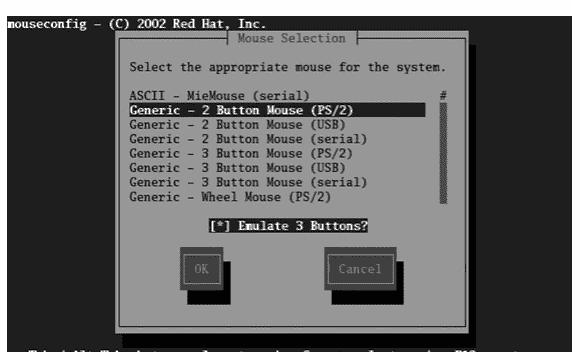 mouseconfig - (C) 2002 Red Hat, Inc.
Mouse Selection
Select the appropriate mouse for the system.
ASCII - MieMouse (serial) #
Generic - 2 Button Mouse (PS/2)
Generic - 2 Button Mouse (USB)
Generic - 2 Button Mouse (serial)
Generic - 3 Button Mouse (PS/2)
Generic - 3 Button Mouse (USB)
Generic - 3 Button Mouse (serial)
Generic - Wheel Mouse (PS/2)
[*] Emulate 3 Buttons?
OK Cancel